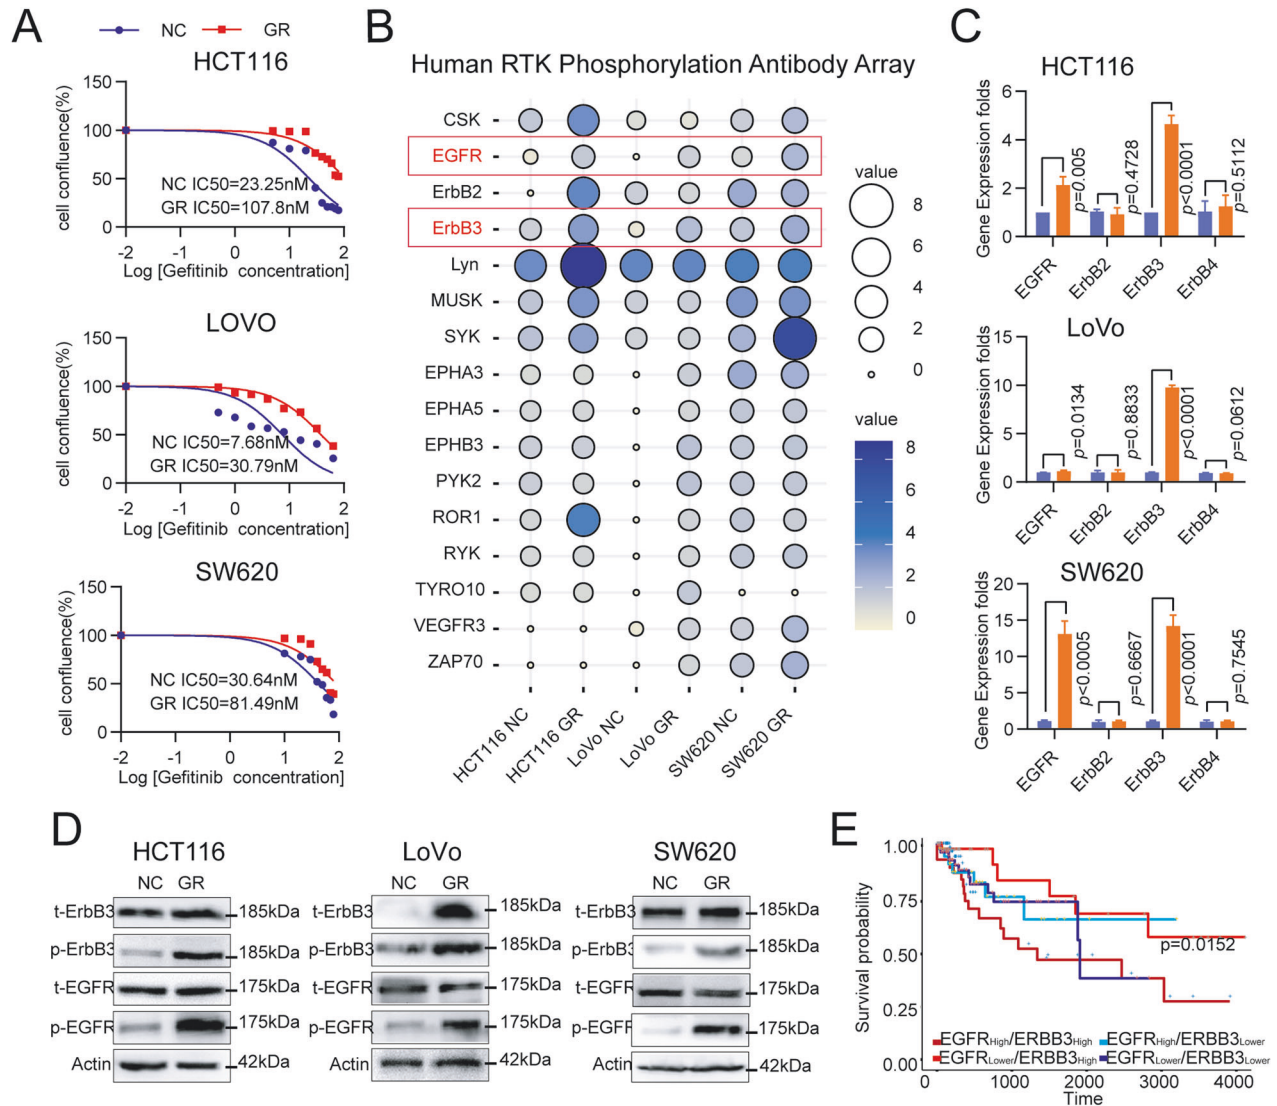 A
NC
GR
HCT116
150
100
50
0
cell confluence(%)
NC IC50=23.25nM
GR IC50=107.8nM
-2
-1
0
1
2
Log [Gefitinib concentration]
LOVO
150
100
50
0
cell confluence(%)
NC IC50=7.68nM
GR IC50=30.79nM
-2
-1
0
1
2
Log [Gefitinib concentration]
SW620
150
100
50
0
cell confluence(%)
NC IC50=30.64nM
GR IC50=81.49nM
-2
-1
0
1
2
Log [Gefitinib concentration]
B
Human RTK Phosphorylation Antibody Array
CSK
EGFR
ErbB2
ErbB3
Lyn
MUSK
SYK
EPHA3
EPHA5
EPHB3
PYK2
ROR1
RYK
TYRO10
VEGFR3
ZAP70
HCT116 NC
HCT116 GR
LoVo NC
LoVo GR
SW620 NC
SW620 GR
value
8
6
4
2
0
value
8
6
4
2
0
C
HCT116
6
4
2
0
Gene Expression folds
p=0.005
p=0.4728
p<0.0001
p=0.5112
EGFR
ErbB2
ErbB3
ErbB4
LoVo
15
10
5
0
Gene Expression folds
p=0.0134
p=0.8833
p<0.0001
p=0.0612
EGFR
ErbB2
ErbB3
ErbB4
SW620
20
15
10
5
0
Gene Expression folds
p<0.0005
p=0.6667
p<0.0001
p=0.7545
EGFR
ErbB2
ErbB3
ErbB4
D
HCT116
NC GR
t-ErbB3 185kDa
p-ErbB3 185kDa
t-EGFR 175kDa
p-EGFR 175kDa
Actin 42kDa
LoVo
NC GR
t-ErbB3 185kDa
p-ErbB3 185kDa
t-EGFR 175kDa
p-EGFR 175kDa
Actin 42kDa
SW620
NC GR
t-ErbB3 185kDa
p-ErbB3 185kDa
t-EGFR 175kDa
p-EGFR 175kDa
Actin 42kDa
E
1.00
0.75
0.50
0.25
0.00
Survival probability
p=0.0152
EGFRHigh/ERBB3High EGFRHigh/ERBB3Lower
EGFRLower/ERBB3High EGFRLower/ERBB3Lower
0 1000 2000 3000 4000
Time